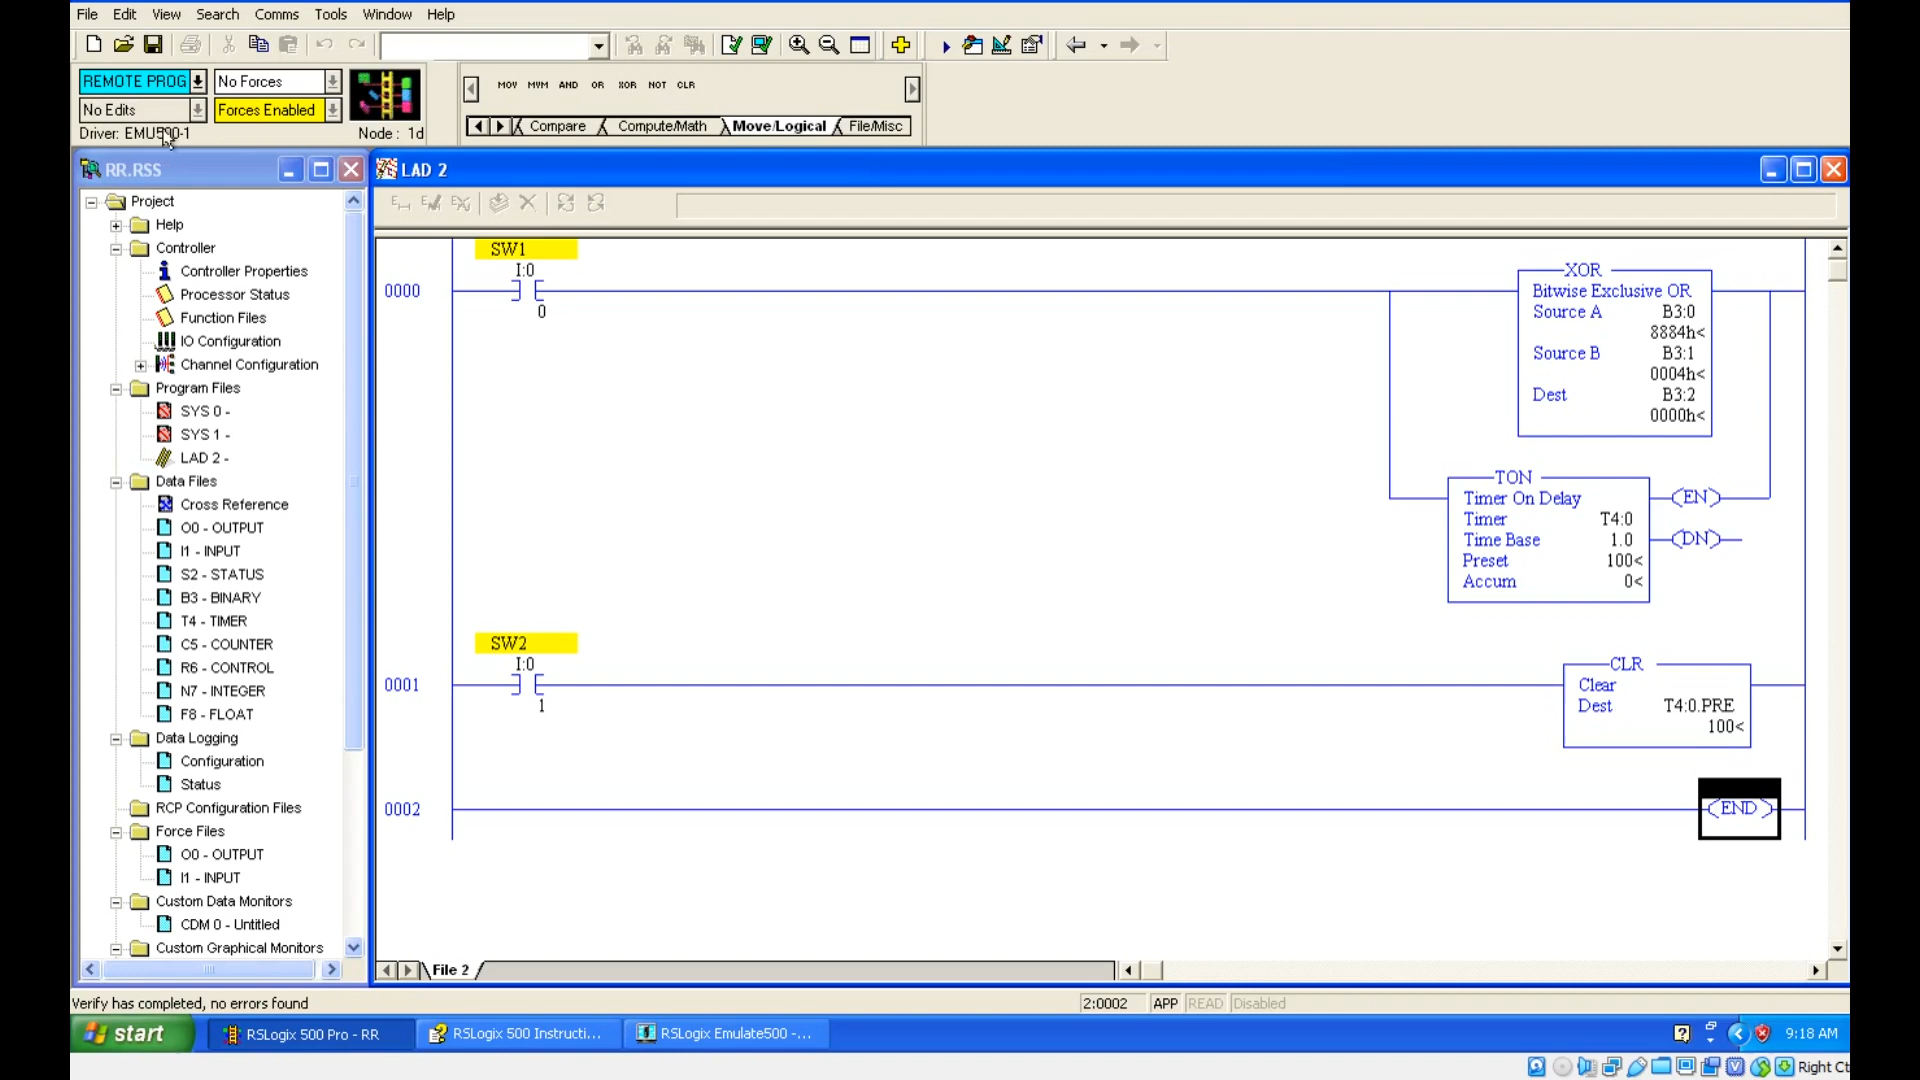 File Edit View Search Comms Tools Window Help
REMOTE PROG No Forces
No Edits Forces Enabled
Driver: EMU500-1 Node : 1d
MOV MVM AND OR XOR NOT CLR
Compare Compute/Math Move/Logical File/Misc
RR.RSS
Project
Help
Controller
Controller Properties
Processor Status
Function Files
IO Configuration
Channel Configuration
Program Files
SYS 0 -
SYS 1 -
LAD 2 -
Data Files
Cross Reference
O0 - OUTPUT
I1 - INPUT
S2 - STATUS
B3 - BINARY
T4 - TIMER
C5 - COUNTER
R6 - CONTROL
N7 - INTEGER
F8 - FLOAT
Data Logging
Configuration
Status
RCP Configuration Files
Force Files
O0 - OUTPUT
I1 - INPUT
Custom Data Monitors
CDM 0 - Untitled
Custom Graphical Monitors
LAD 2
SW1
I:0
0000
0
XOR
Bitwise Exclusive OR
Source A B3:0
8884h<
Source B B3:1
0004h<
Dest B3:2
0000h<
TON
Timer On Delay EN
Timer T4:0
Time Base 1.0 DN
Preset 100<
Accum 0<
SW2
I:0
0001
1
CLR
Clear
Dest T4:0.PRE
100<
0002 END
File 2
Verify has completed, no errors found 2:0002 APP READ Disabled
start RSLogix 500 Pro - RR RSLogix 500 Instructi... RSLogix Emulate500 -... 9:18 AM
Right Ct